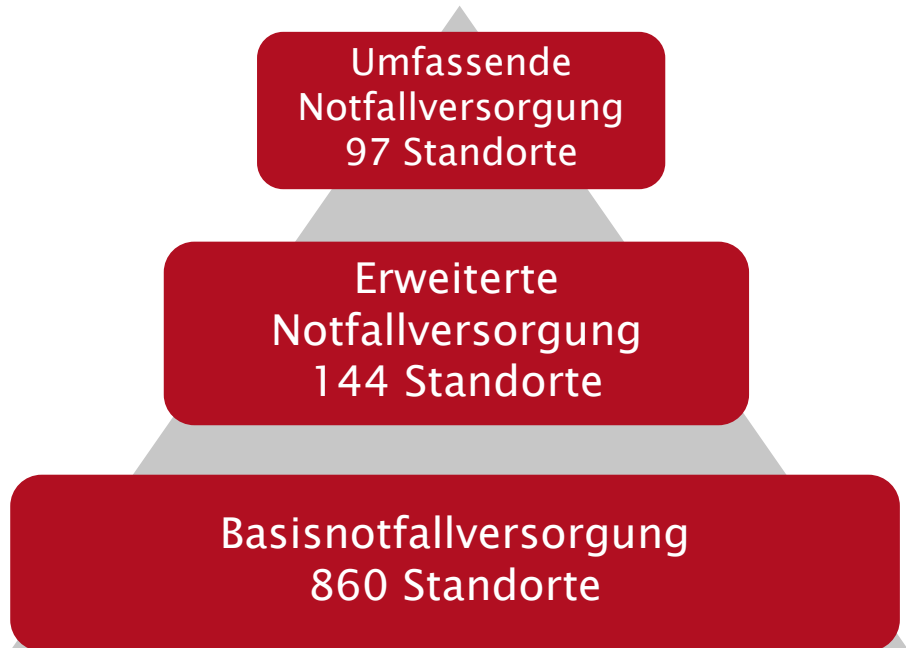 Umfassende
Notfallversorgung
97 Standorte
Erweiterte
Notfallversorgung
144 Standorte
Basisnotfallversorgung
860 Standorte